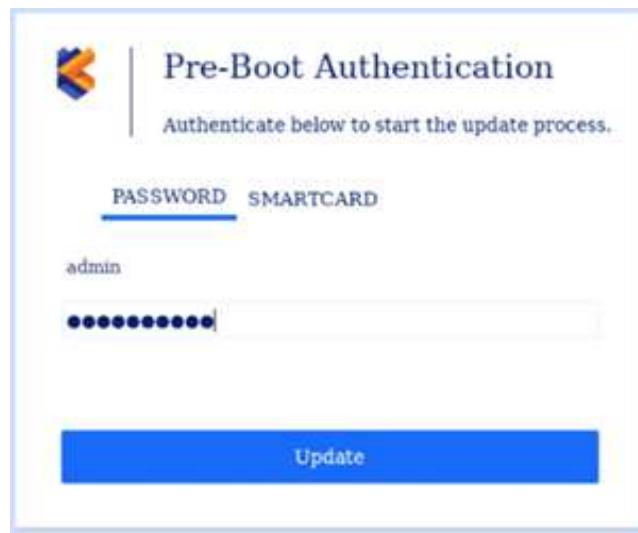 Pre-Boot Authentication
Authenticate below to start the update process.
PASSWORD SMARTCARD
admin
●●●●●●●●●●
Update